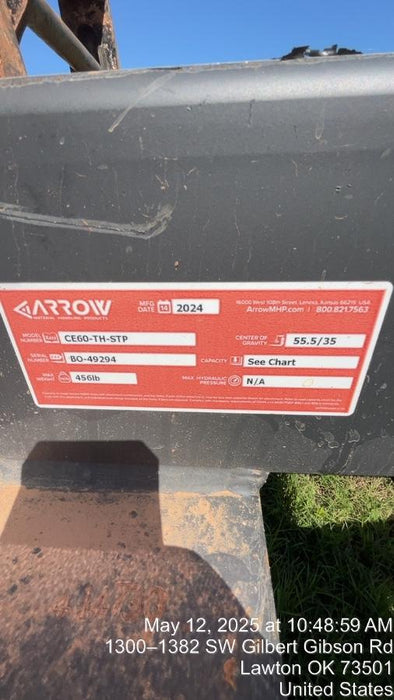 ARROW
MATERIAL HANDLING PRODUCTS
MFG DATE 14 2024
16000 West 108th Street, Lenexa, Kansas 66219 USA
ArrowMHP.com | 800.8217563
MODEL NUMBER CE60-TH-STP
CENTER OF GRAVITY 55.5/35
SERIAL NUMBER BO-49294
CAPACITY See Chart
MAX WEIGHT 456lb
MAX HYDRAULIC PRESSURE N/A
May 12, 2025 at 10:48:59 AM
1300–1382 SW Gilbert Gibson Rd
Lawton OK 73501
United States